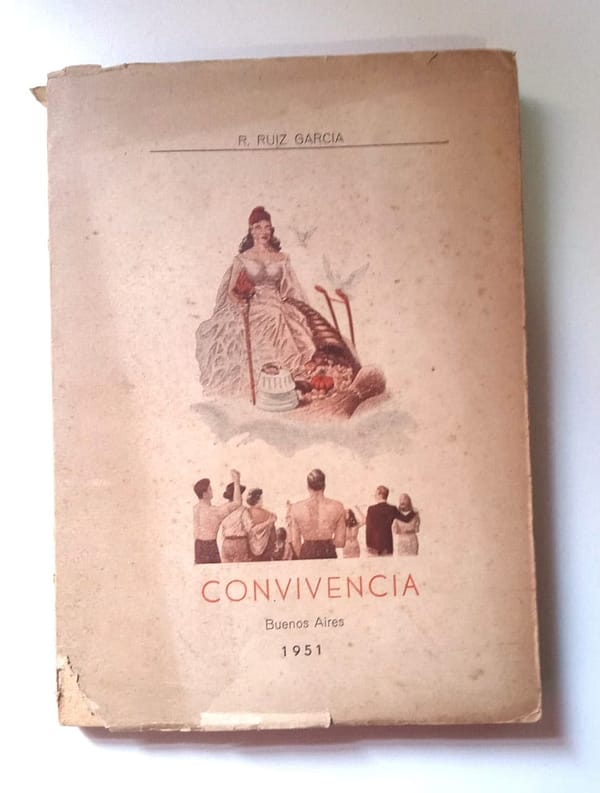 R. RUIZ GARCIA
CONVIVENCIA
Buenos Aires
1951